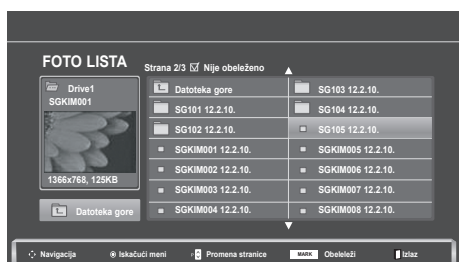 FOTO LISTA
Strana 2/3 ☑ Nije obeleženo
Drive1
SGKIM001
1366x768, 125KB
Datoteka gore
Datoteka gore
SG101 12.2.10.
SG102 12.2.10.
SGKIM001 12.2.10.
SGKIM002 12.2.10.
SGKIM003 12.2.10.
SGKIM004 12.2.10.
SG103 12.2.10.
SG104 12.2.10.
SG105 12.2.10.
SGKIM005 12.2.10.
SGKIM006 12.2.10.
SGKIM007 12.2.10.
SGKIM008 12.2.10.
Navigacija Iskačući meni P Promena stranice MARK Obeleleži Izlaz